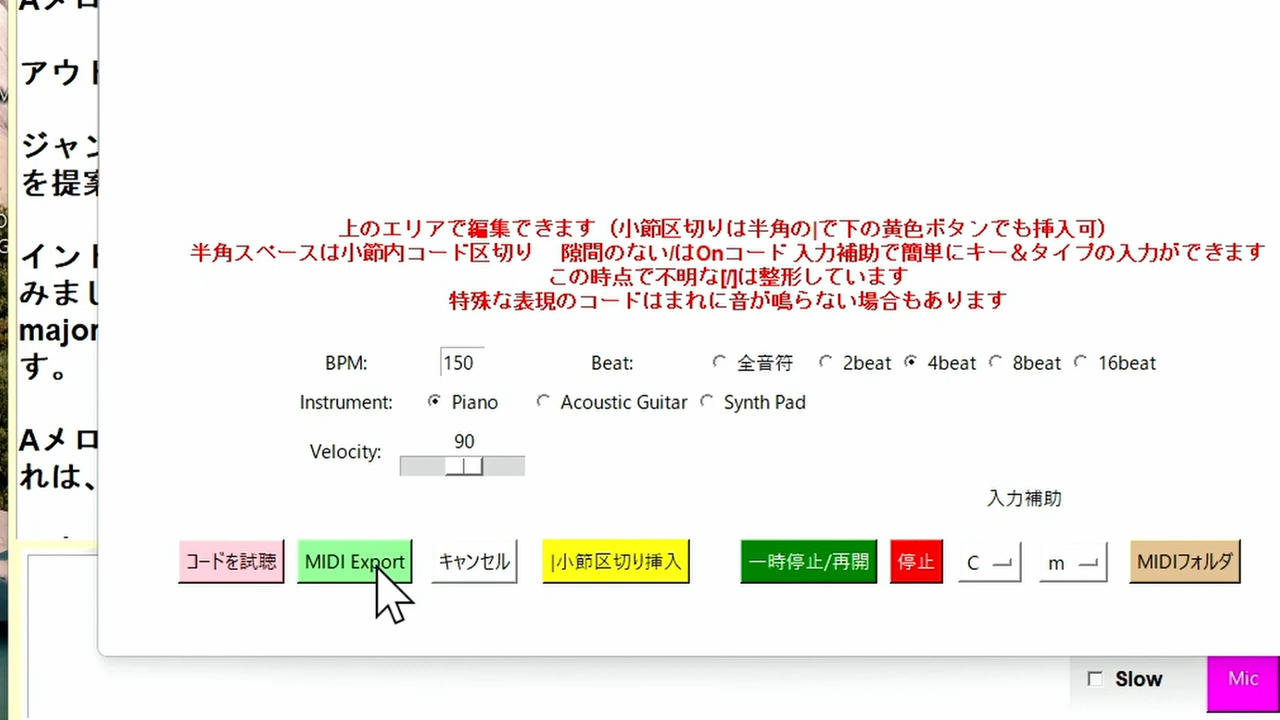 Aメロ
アウト
ジャン
を提案
イント
みまし
major
す。
Aメロ
れは、
上のエリアで編集できます（小節区切りは半角の|で下の黄色ボタンでも挿入可）
半角スペースは小節内コード区切り　隙間のない/はOnコード 入力補助で簡単にキー＆タイプの入力ができます
この時点で不明な[/]は整形しています
特殊な表現のコードはまれに音が鳴らない場合もあります
BPM: 150 Beat: 全音符 2beat 4beat 8beat 16beat
Instrument: Piano Acoustic Guitar Synth Pad
90
Velocity:
入力補助
コードを試聴 MIDI Export キャンセル |小節区切り挿入 一時停止/再開 停止 C m MIDIフォルダ
Slow Mic